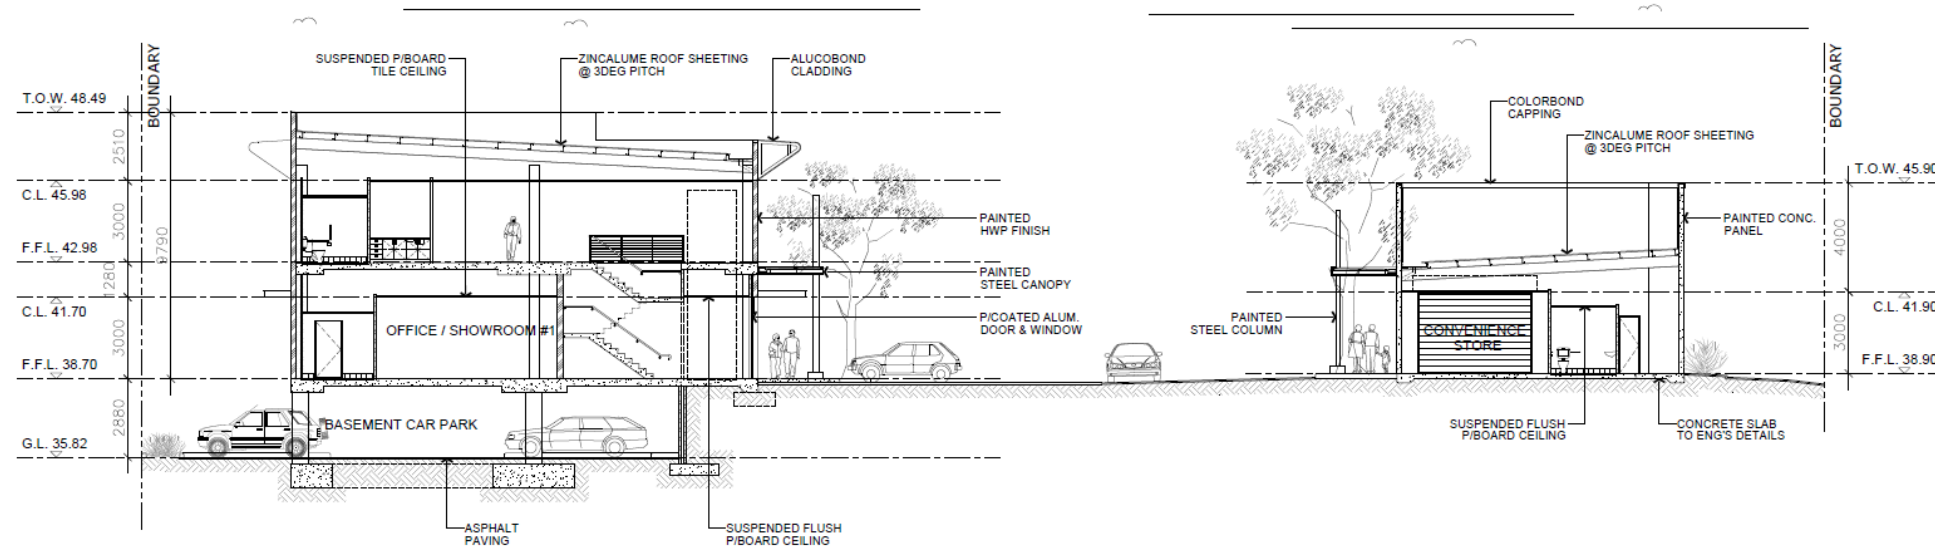 BOUNDARY
SUSPENDED P/BOARD
TILE CEILING
ZINCALUME ROOF SHEETING
@ 3DEG PITCH
ALUCOBOND
CLADDING
T.O.W. 48.49
2510
C.L. 45.98
3000
F.F.L. 42.98
9790
1280
C.L. 41.70
3000
F.F.L. 38.70
2880
G.L. 35.82
PAINTED
HWP FINISH
PAINTED
STEEL CANOPY
P/COATED ALUM.
DOOR & WINDOW
OFFICE / SHOWROOM #1
BASEMENT CAR PARK
ASPHALT
PAVING
SUSPENDED FLUSH
P/BOARD CEILING
BOUNDARY
COLORBOND
CAPPING
ZINCALUME ROOF SHEETING
@ 3DEG PITCH
T.O.W. 45.90
PAINTED CONC.
PANEL
4000
C.L. 41.90
3000
F.F.L. 38.90
PAINTED
STEEL COLUMN
CONVENIENCE
STORE
SUSPENDED FLUSH
P/BOARD CEILING
CONCRETE SLAB
TO ENG'S DETAILS